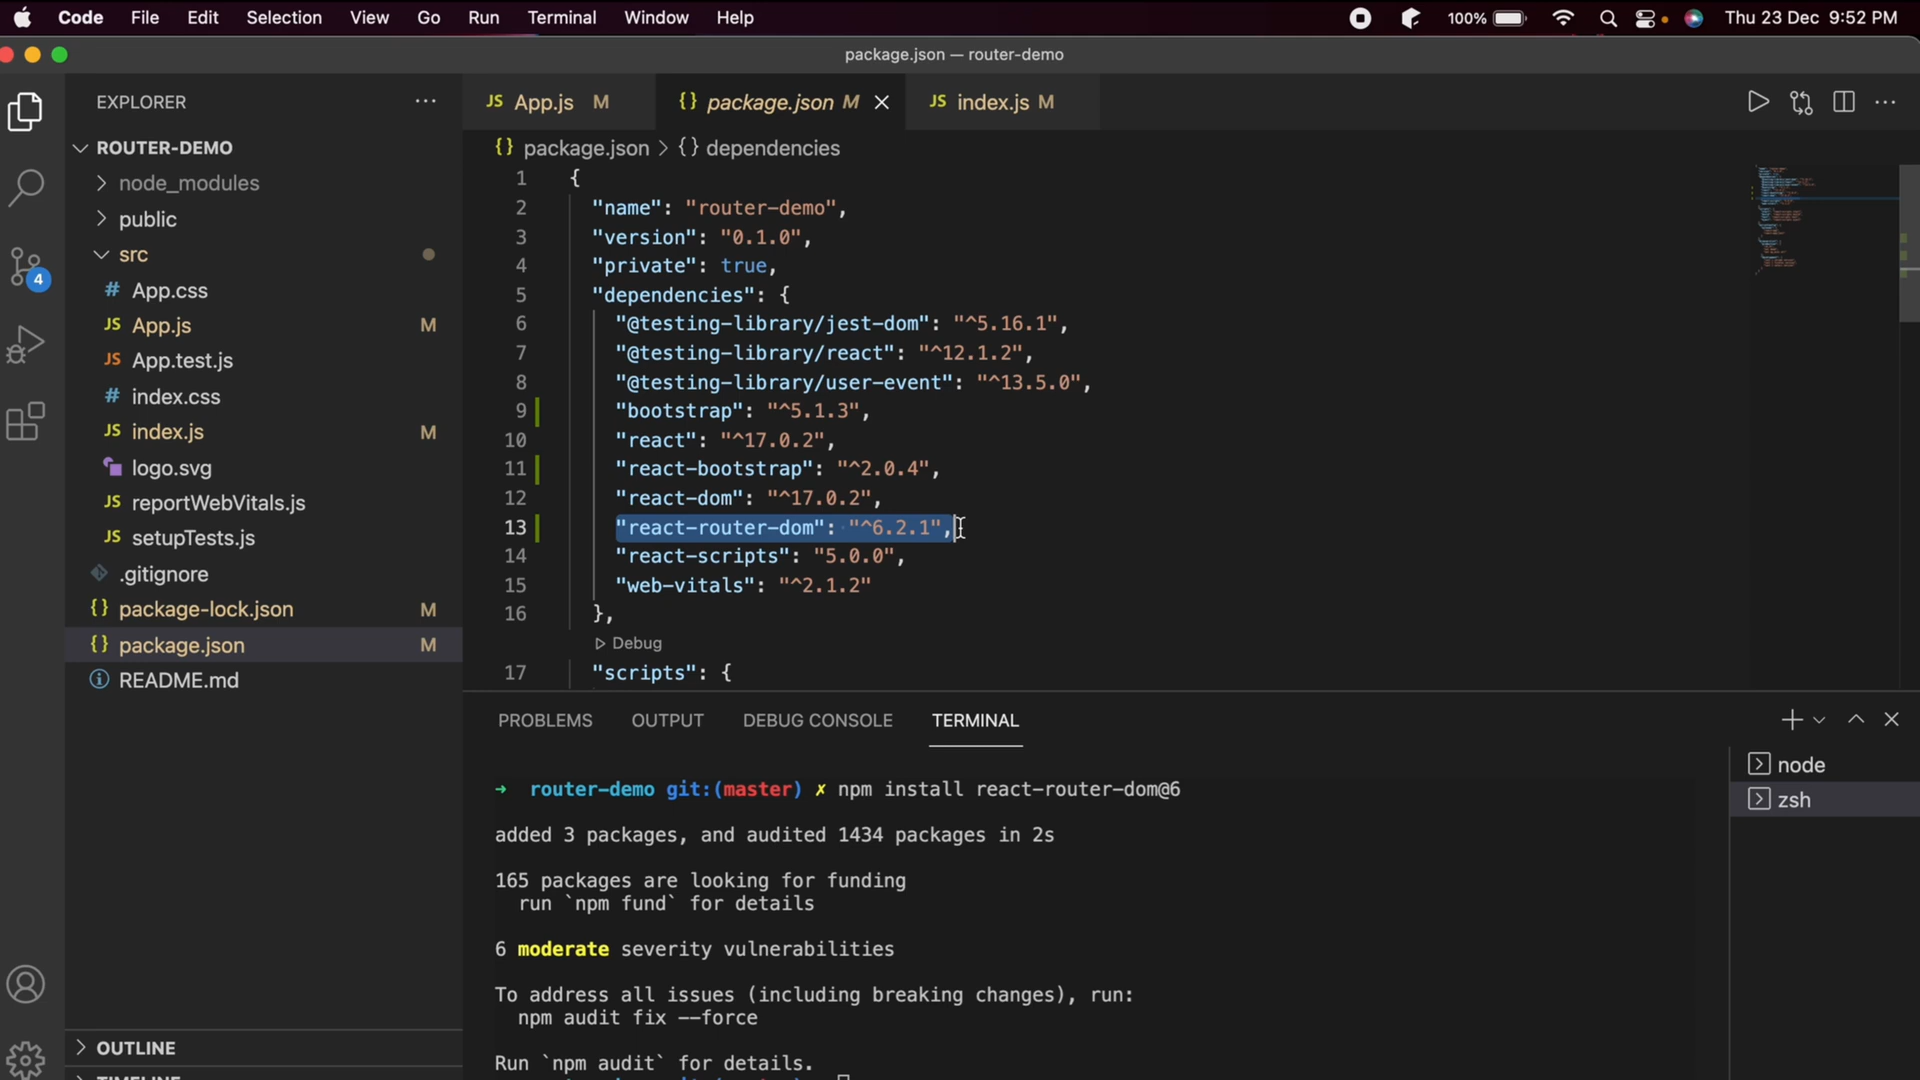 Code File Edit Selection View Go Run Terminal Window Help 100% Thu 23 Dec 9:52 PM
package.json — router-demo
EXPLORER
ROUTER-DEMO
node_modules
public
src
# App.css
JS App.js M
JS App.test.js
# index.css
JS index.js M
logo.svg
JS reportWebVitals.js
JS setupTests.js
.gitignore
{} package-lock.json M
{} package.json M
README.md
OUTLINE
TIMELINE
4
JS App.js M {} package.json M JS index.js M
{} package.json > {} dependencies
1 {
2 "name": "router-demo",
3 "version": "0.1.0",
4 "private": true,
5 "dependencies": {
6 "@testing-library/jest-dom": "^5.16.1",
7 "@testing-library/react": "^12.1.2",
8 "@testing-library/user-event": "^13.5.0",
9 "bootstrap": "^5.1.3",
10 "react": "^17.0.2",
11 "react-bootstrap": "^2.0.4",
12 "react-dom": "^17.0.2",
13 "react-router-dom": "^6.2.1",
14 "react-scripts": "5.0.0",
15 "web-vitals": "^2.1.2"
16 },
Debug
17 "scripts": {
PROBLEMS OUTPUT DEBUG CONSOLE TERMINAL
node
zsh
➜ router-demo git:(master) ✗ npm install react-router-dom@6
added 3 packages, and audited 1434 packages in 2s
165 packages are looking for funding
run `npm fund` for details
6 moderate severity vulnerabilities
To address all issues (including breaking changes), run:
npm audit fix --force
Run `npm audit` for details.